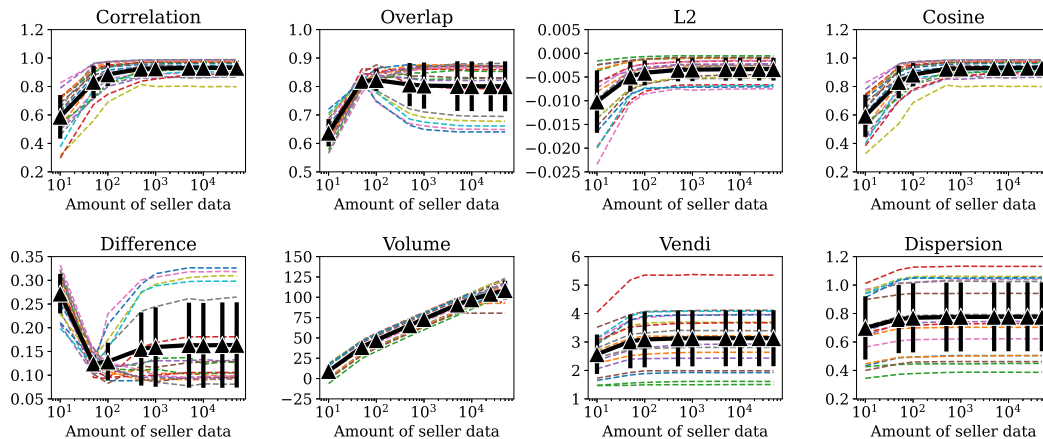 Correlation
1.2
1.0
0.8
0.6
0.4
0.2
10¹ 10² 10³ 10⁴
Amount of seller data
Overlap
1.0
0.9
0.8
0.7
0.6
0.5
10¹ 10² 10³ 10⁴
Amount of seller data
L2
0.005
0.000
−0.005
−0.010
−0.015
−0.020
−0.025
10¹ 10² 10³ 10⁴
Amount of seller data
Cosine
1.2
1.0
0.8
0.6
0.4
0.2
10¹ 10² 10³ 10⁴
Amount of seller data
Difference
0.35
0.30
0.25
0.20
0.15
0.10
0.05
10¹ 10² 10³ 10⁴
Amount of seller data
Volume
150
125
100
75
50
25
0
−25
10¹ 10² 10³ 10⁴
Amount of seller data
Vendi
6
5
4
3
2
1
10¹ 10² 10³ 10⁴
Amount of seller data
Dispersion
1.2
1.0
0.8
0.6
0.4
0.2
10¹ 10² 10³ 10⁴
Amount of seller data